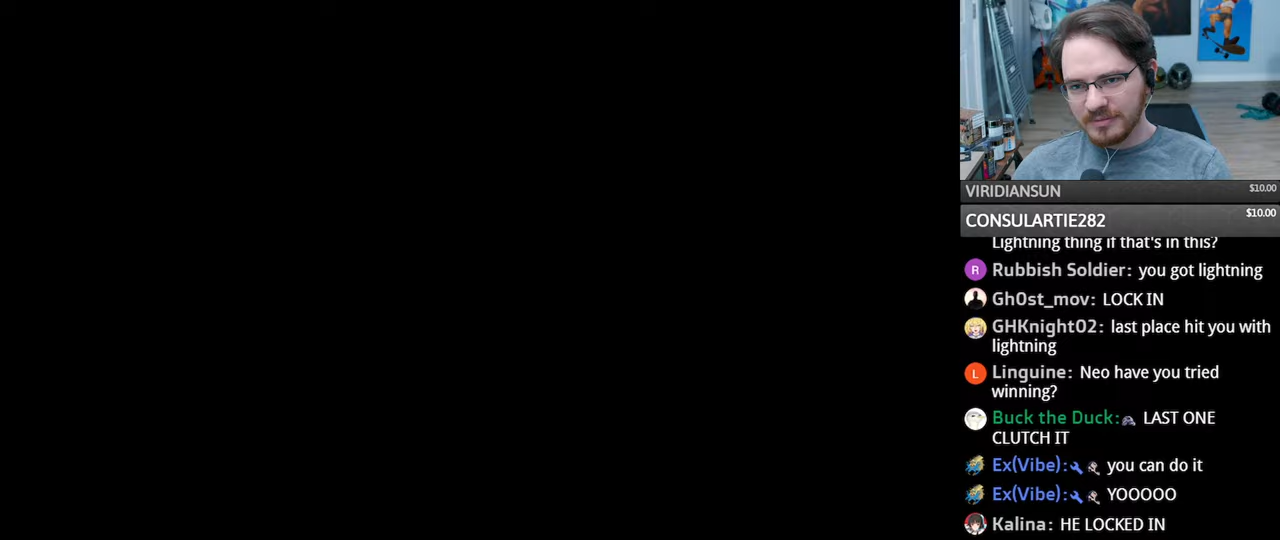 VIRIDIANSUN $10.00
CONSULARTIE282 $10.00
Lightning thing if that's in this?
Rubbish Soldier: you got lightning
Gh0st_mov: LOCK IN
GHKnight02: last place hit you with
lightning
Linguine: Neo have you tried
winning?
Buck the Duck: LAST ONE
CLUTCH IT
Ex(Vibe): you can do it
Ex(Vibe): YOOOOO
Kalina: HE LOCKED IN